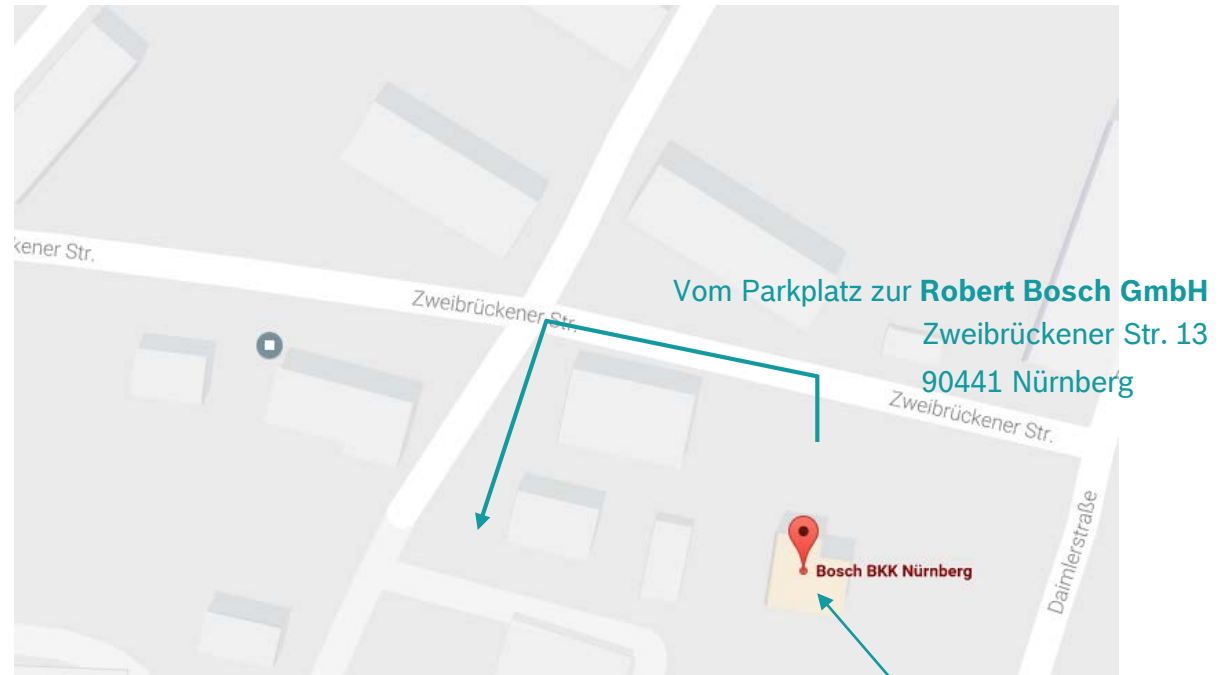 kener Str.
Zweibrückener Str.
Vom Parkplatz zur Robert Bosch GmbH
Zweibrückener Str. 13
90441 Nürnberg
Zweibrückener Str.
Daimlerstraße
Bosch BKK Nürnberg